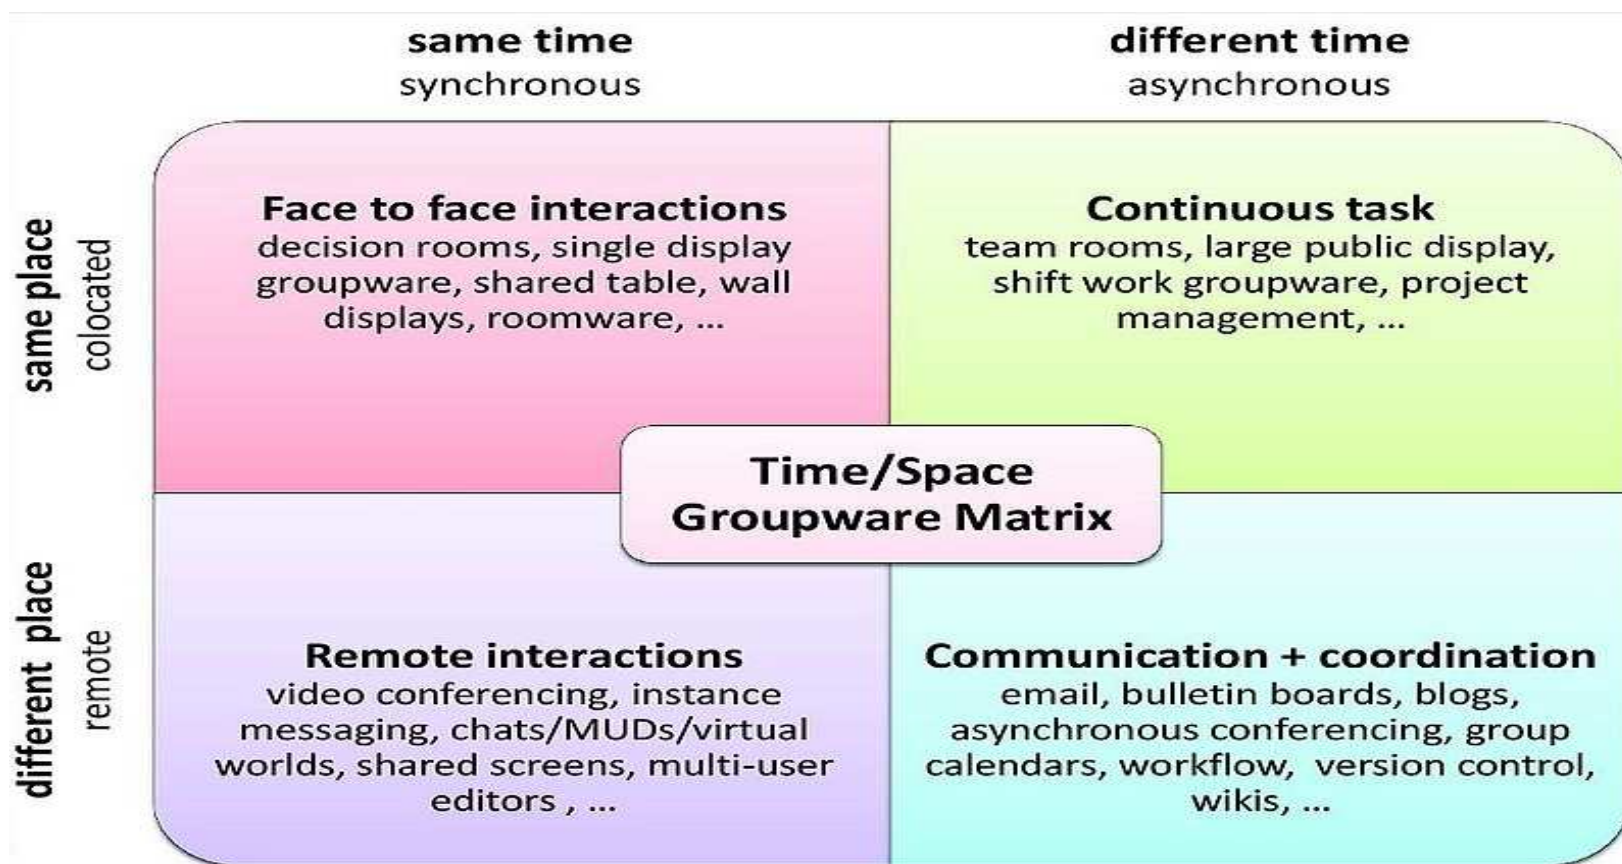 same time
synchronous
different time
asynchronous
same place
colocated
Face to face interactions
decision rooms, single display
groupware, shared table, wall
displays, roomware, ...
Continuous task
team rooms, large public display,
shift work groupware, project
management, ...
Time/Space
Groupware Matrix
different place
remote
Remote interactions
video conferencing, instance
messaging, chats/MUDs/virtual
worlds, shared screens, multi-user
editors , ...
Communication + coordination
email, bulletin boards, blogs,
asynchronous conferencing, group
calendars, workflow, version control,
wikis, ...